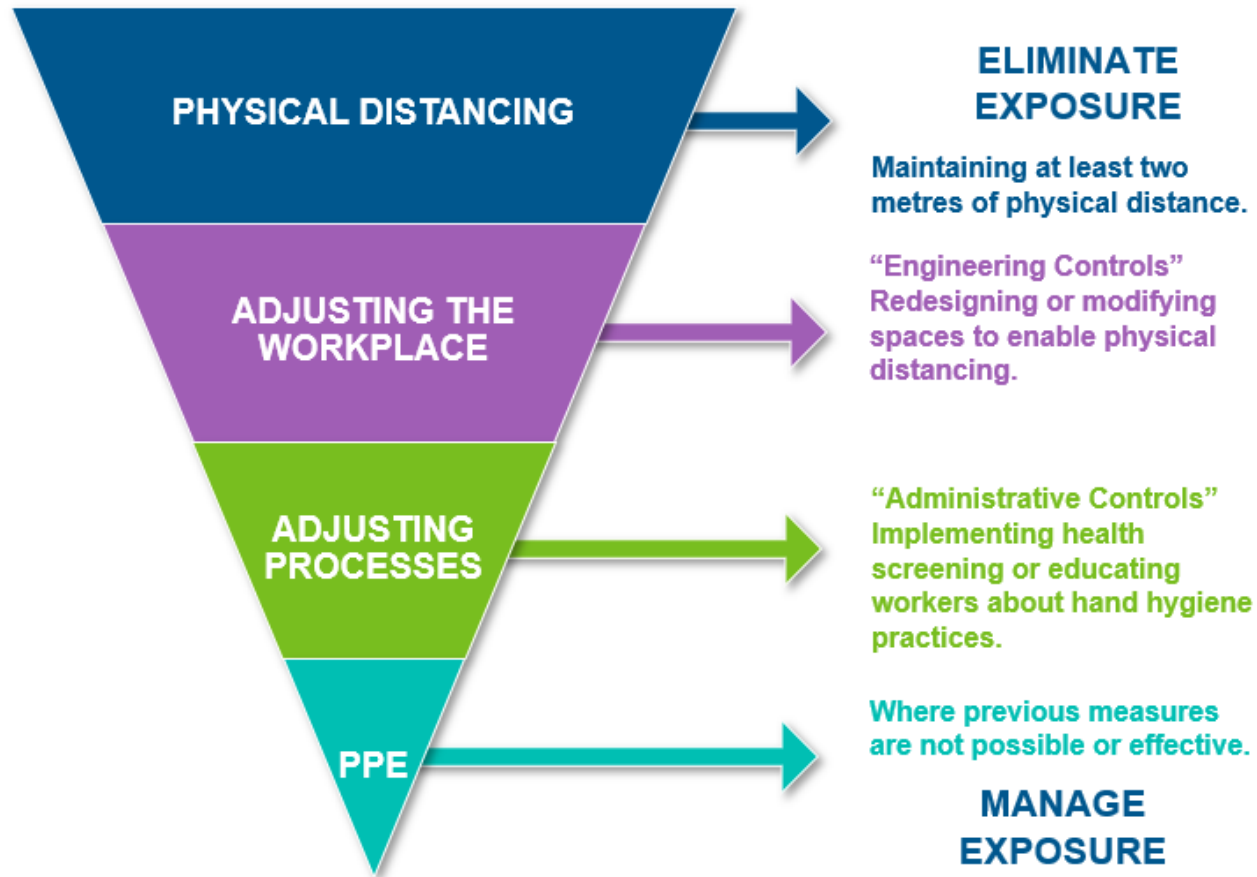 PHYSICAL DISTANCING
ELIMINATE
EXPOSURE
Maintaining at least two
metres of physical distance.
ADJUSTING THE
WORKPLACE
“Engineering Controls”
Redesigning or modifying
spaces to enable physical
distancing.
ADJUSTING
PROCESSES
“Administrative Controls”
Implementing health
screening or educating
workers about hand hygiene
practices.
PPE
Where previous measures
are not possible or effective.
MANAGE
EXPOSURE